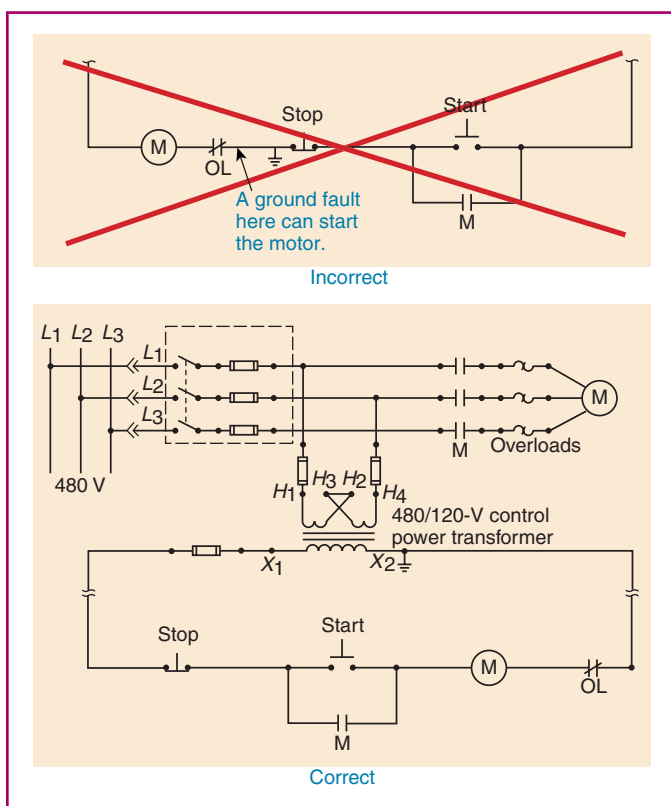 Stop
Start
M
OL
M
A ground fault
here can start
the motor.
Incorrect
L1 L2 L3
L1
L2
L3
M
M
Overloads
480 V
H1 H3 H2 H4
480/120-V control
power transformer
X1 X2
Stop
Start
M
OL
M
Correct